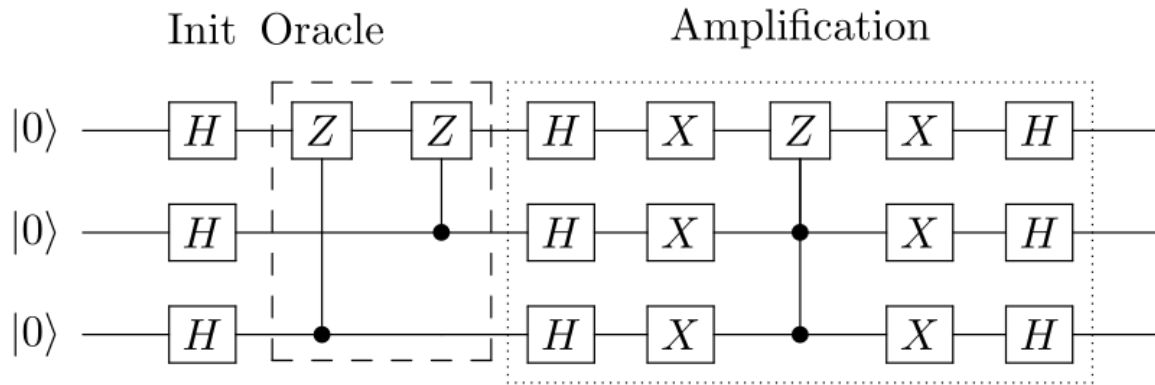 Init Oracle Amplification
|0⟩ H Z Z H X Z X H
|0⟩ H H X X H
|0⟩ H H X X H